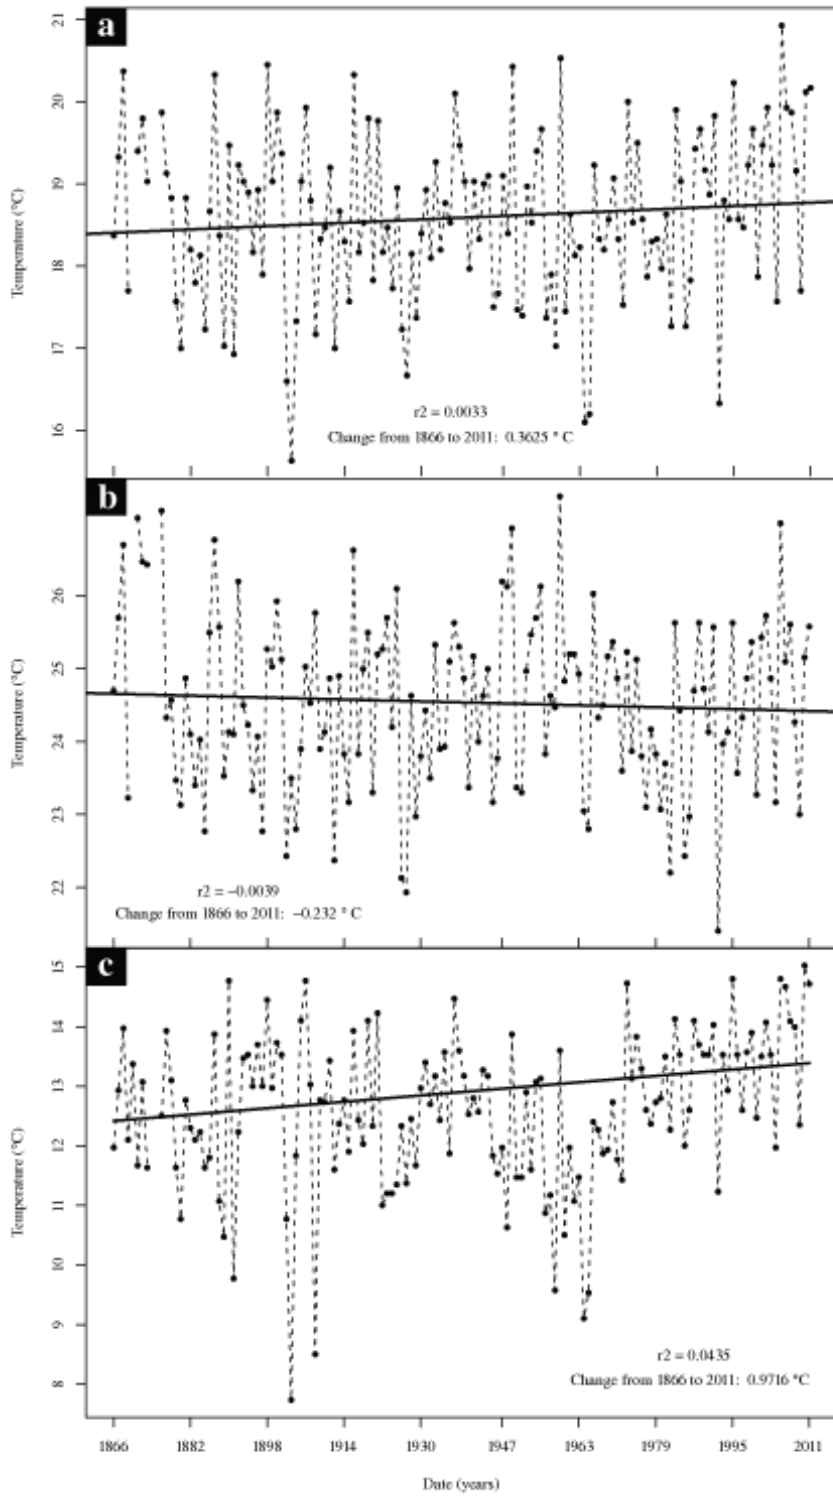 a
21
20
19
18
17
16
Temperature (°C)
r2 = 0.0033
Change from 1866 to 2011: 0.3625 ° C
b
26
25
24
23
22
Temperature (°C)
r2 = −0.0039
Change from 1866 to 2011: −0.232 ° C
c
15
14
13
12
11
10
9
8
Temperature (°C)
r2 = 0.0435
Change from 1866 to 2011: 0.9716 °C
1866 1882 1898 1914 1930 1947 1963 1979 1995 2011
Date (years)